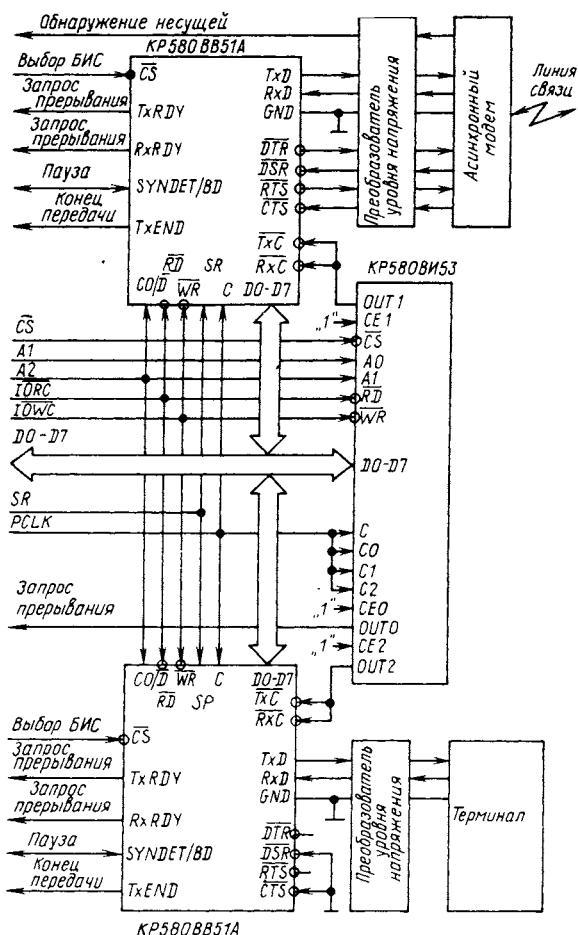 Обнаружение несущей
КР580ВВ51А
Выбор БИС
Запрос
прерывания
Запрос
прерывания
Пауза
Конец
передачи
CS
TxRDY
RxRDY
SYNDET/BD
TxEND
TxD
RxD
GND
DTR
DSR
RTS
CTS
TxC
RxC
RD SR
CO/D WR C D0-D7
Преобразователь
уровня напряжения
Асинхронный
модем
Линия
связи
КР580ВИ53
OUT1
„1" CE1
CS
A0
A1
RD
WR
D0-D7
C
C0
C1
C2
„1" CE0
OUT0
„1" CE2
OUT2
CS
A1
A2
IORC
IOWC
D0-D7
SR
PCLK
Запрос
прерывания
CO/D WR C D0-D7
RD SP
TxC
RxC
Выбор БИС
Запрос
прерывания
Запрос
прерывания
Пауза
Конец
передачи
CS
TxRDY
RxRDY
SYNDET/BD
TxEND
TxD
RxD
GND
DTR
DSR
RTS
CTS
Преобразователь
уровня
напряжения
Терминал
КР580ВВ51А